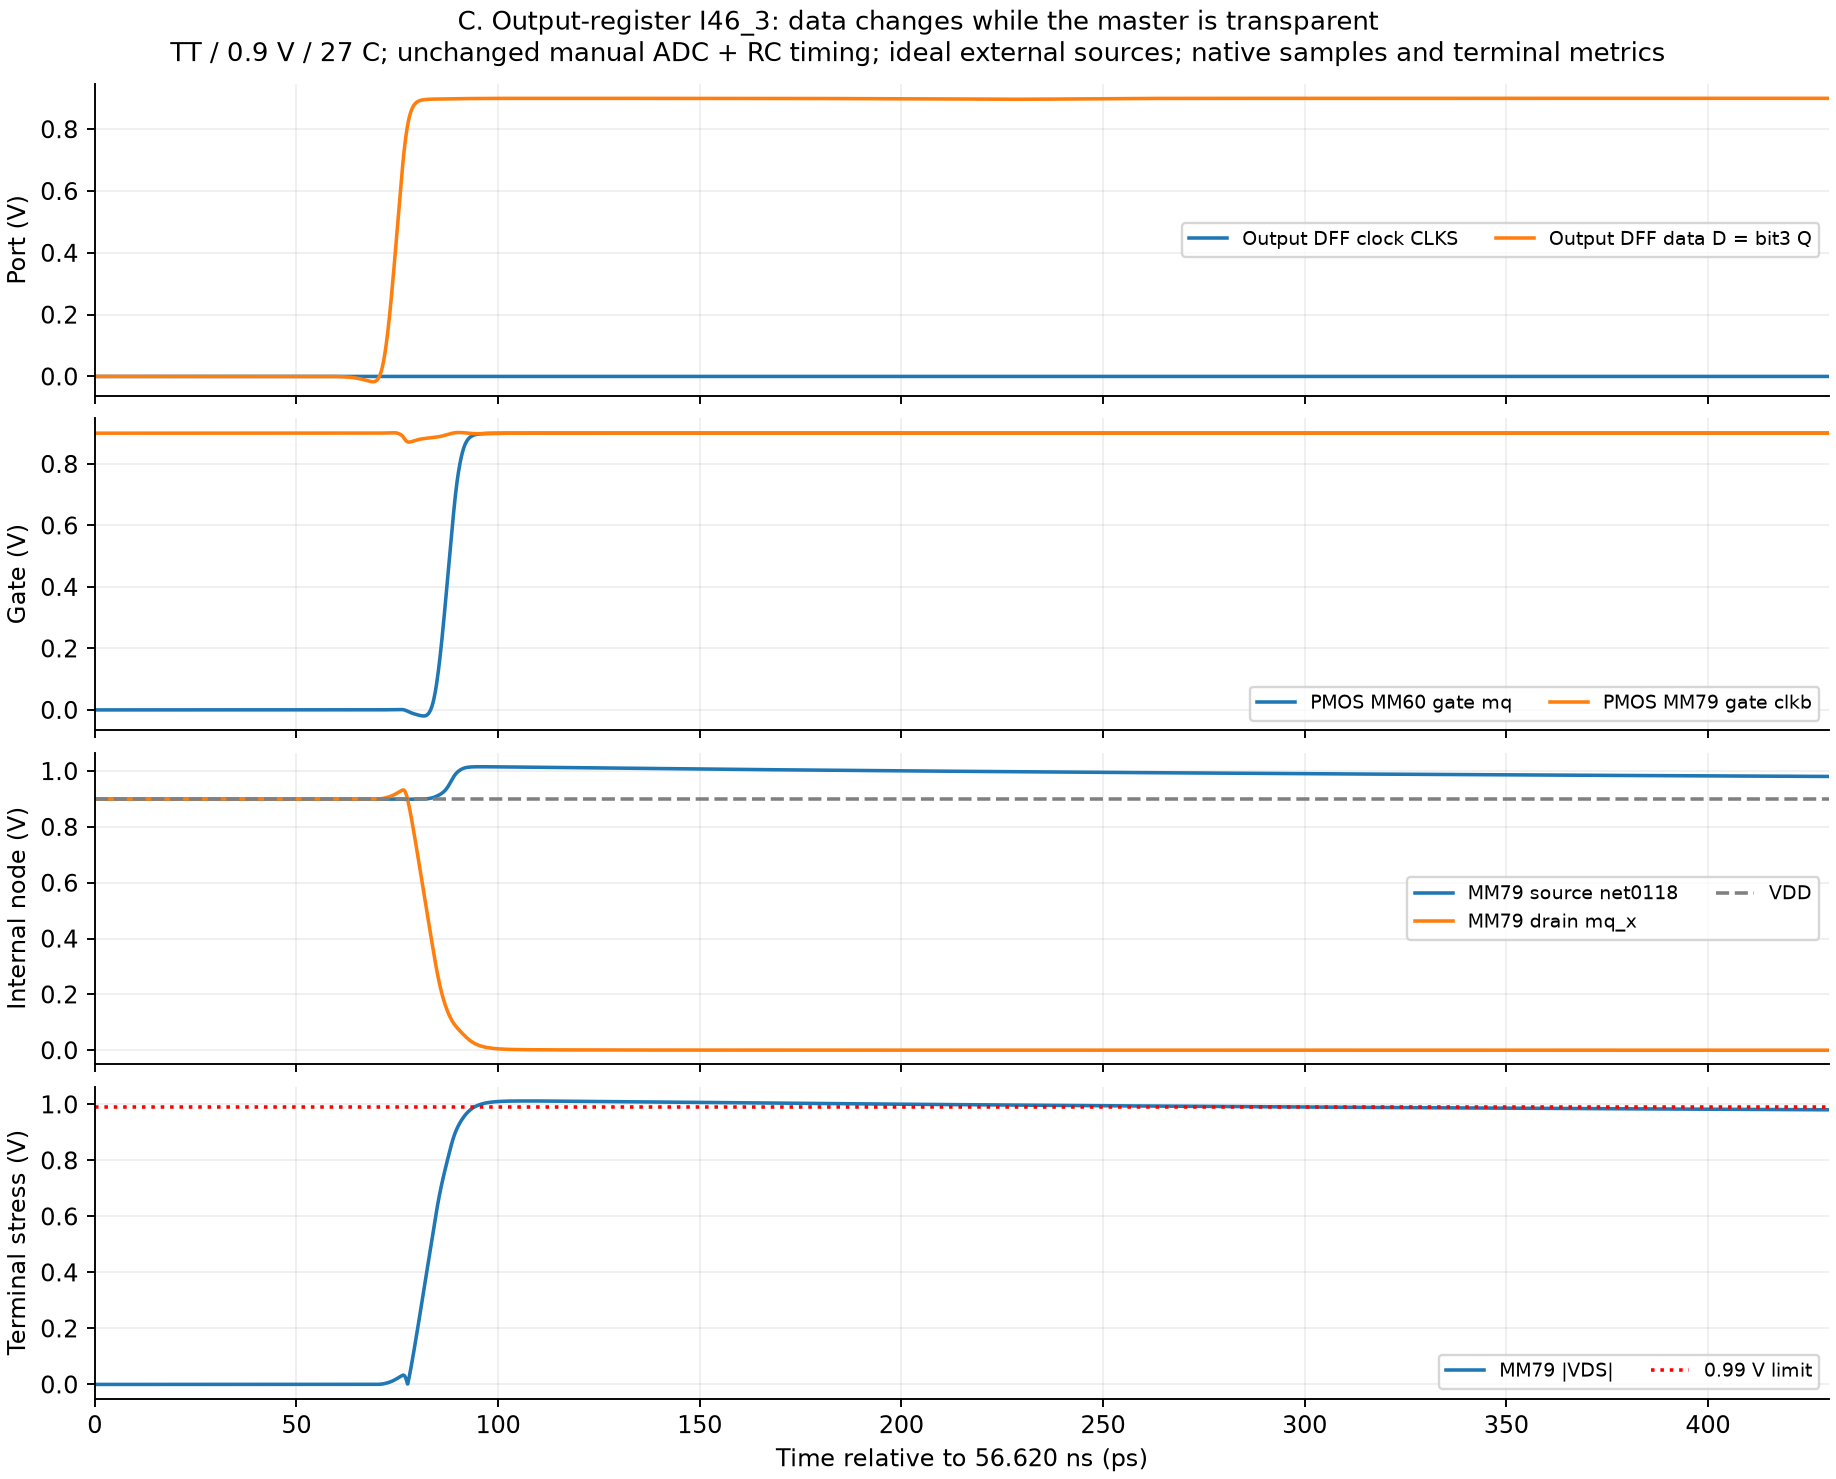 C. Output-register I46_3: data changes while the master is transparent
TT / 0.9 V / 27 C; unchanged manual ADC + RC timing; ideal external sources; native samples and terminal metrics
Port (V)
0.8
0.6
0.4
0.2
0.0
Output DFF clock CLKS
Output DFF data D = bit3 Q
Gate (V)
0.8
0.6
0.4
0.2
0.0
PMOS MM60 gate mq
PMOS MM79 gate clkb
Internal node (V)
1.0
0.8
0.6
0.4
0.2
0.0
MM79 source net0118
MM79 drain mq_x
VDD
Terminal stress (V)
1.0
0.8
0.6
0.4
0.2
0.0
MM79 |VDS|
0.99 V limit
0 50 100 150 200 250 300 350 400
Time relative to 56.620 ns (ps)